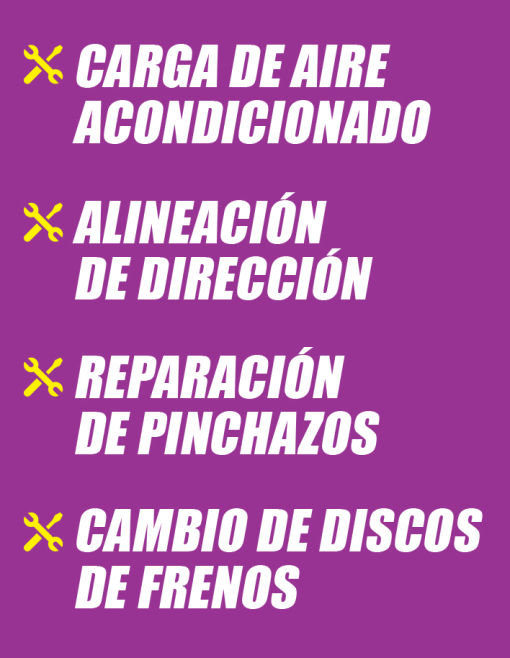 CARGA DE AIRE
ACONDICIONADO
ALINEACIÓN
DE DIRECCIÓN
REPARACIÓN
DE PINCHAZOS
CAMBIO DE DISCOS
DE FRENOS